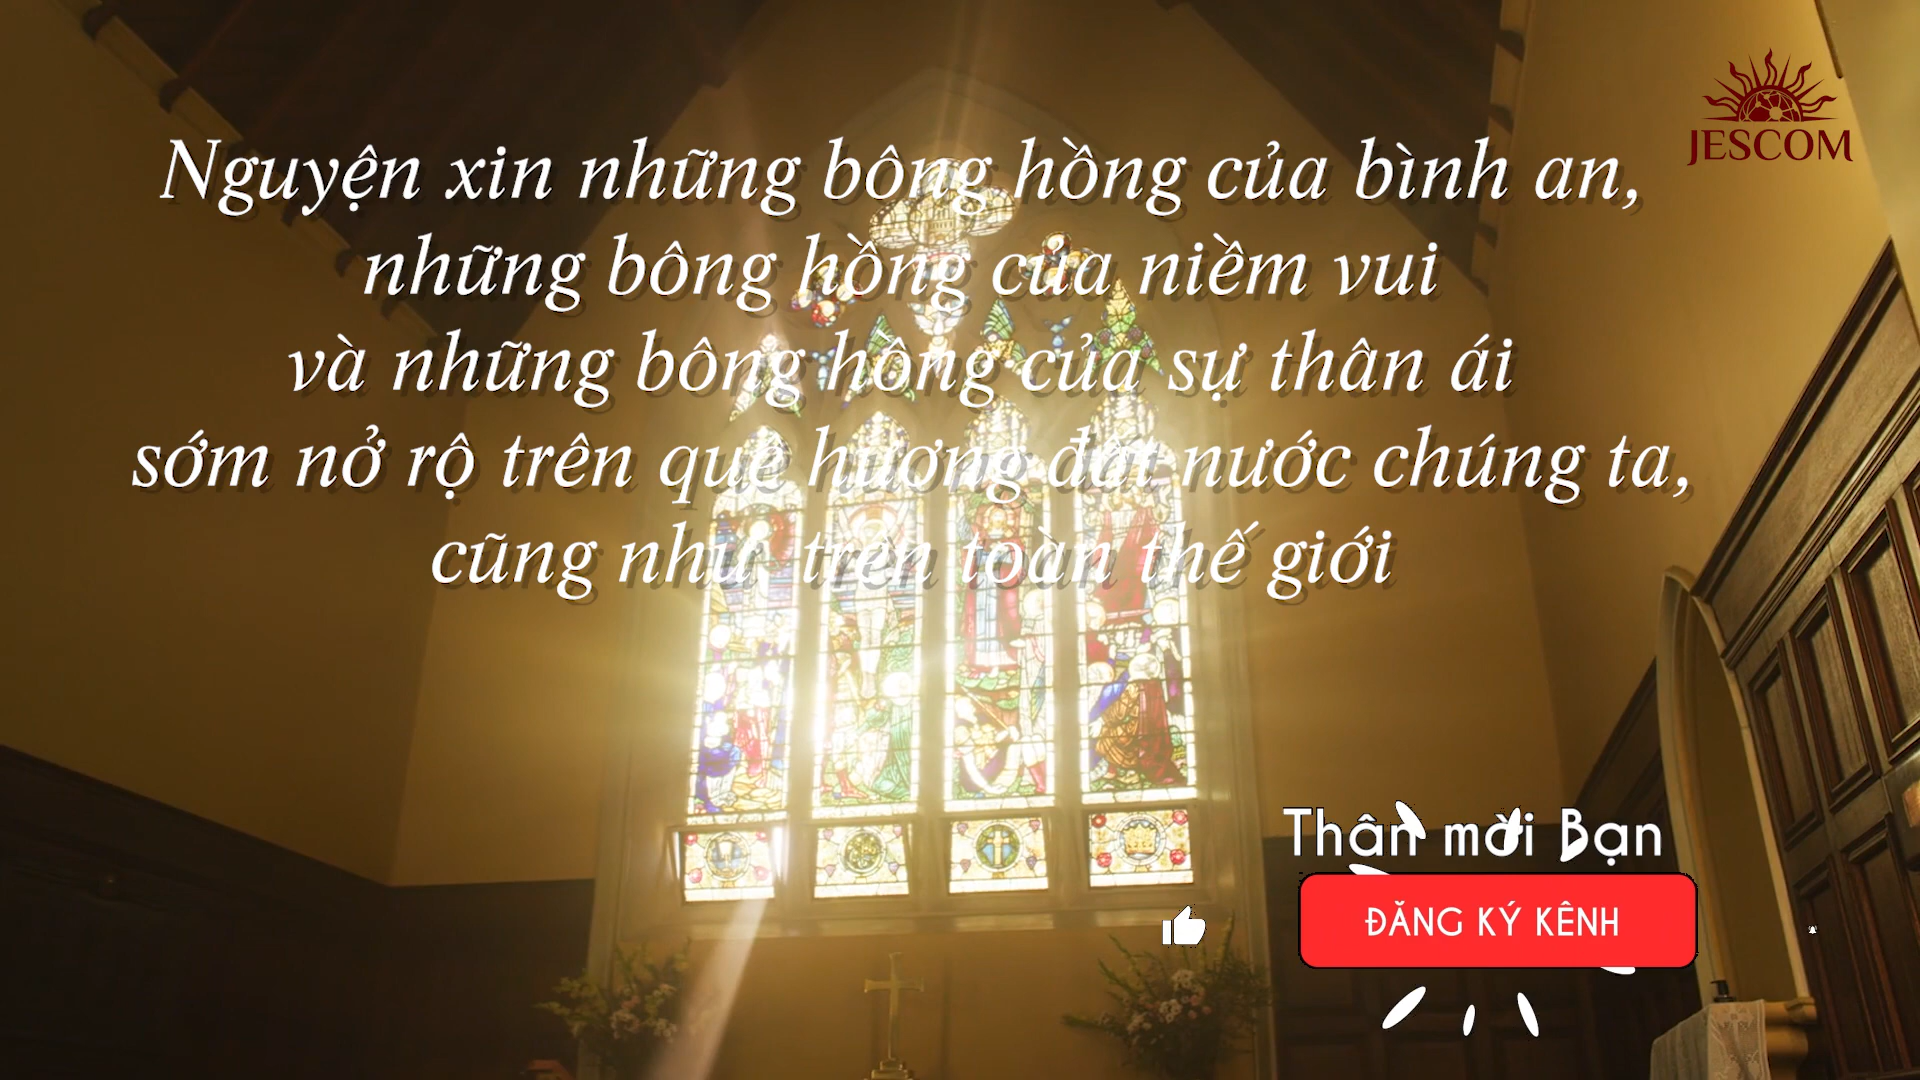 JESCOM
Nguyện xin những bông hồng của bình an,
những bông hồng của niềm vui
và những bông hồng của sự thân ái
sớm nở rộ trên quê hương đất nước chúng ta,
cũng như trên toàn thế giới
Thân mời Bạn
ĐĂNG KÝ KÊNH